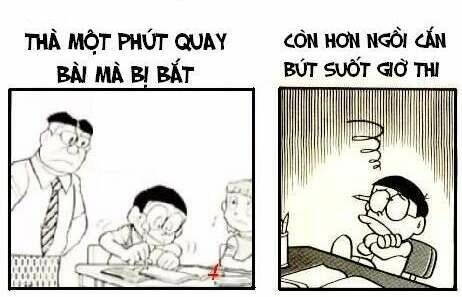 THÀ MỘT PHÚT QUAY
BÀI MÀ BỊ BẮT
CÒN HƠN NGỒI CẮN
BÚT SUỐT GIỜ THI